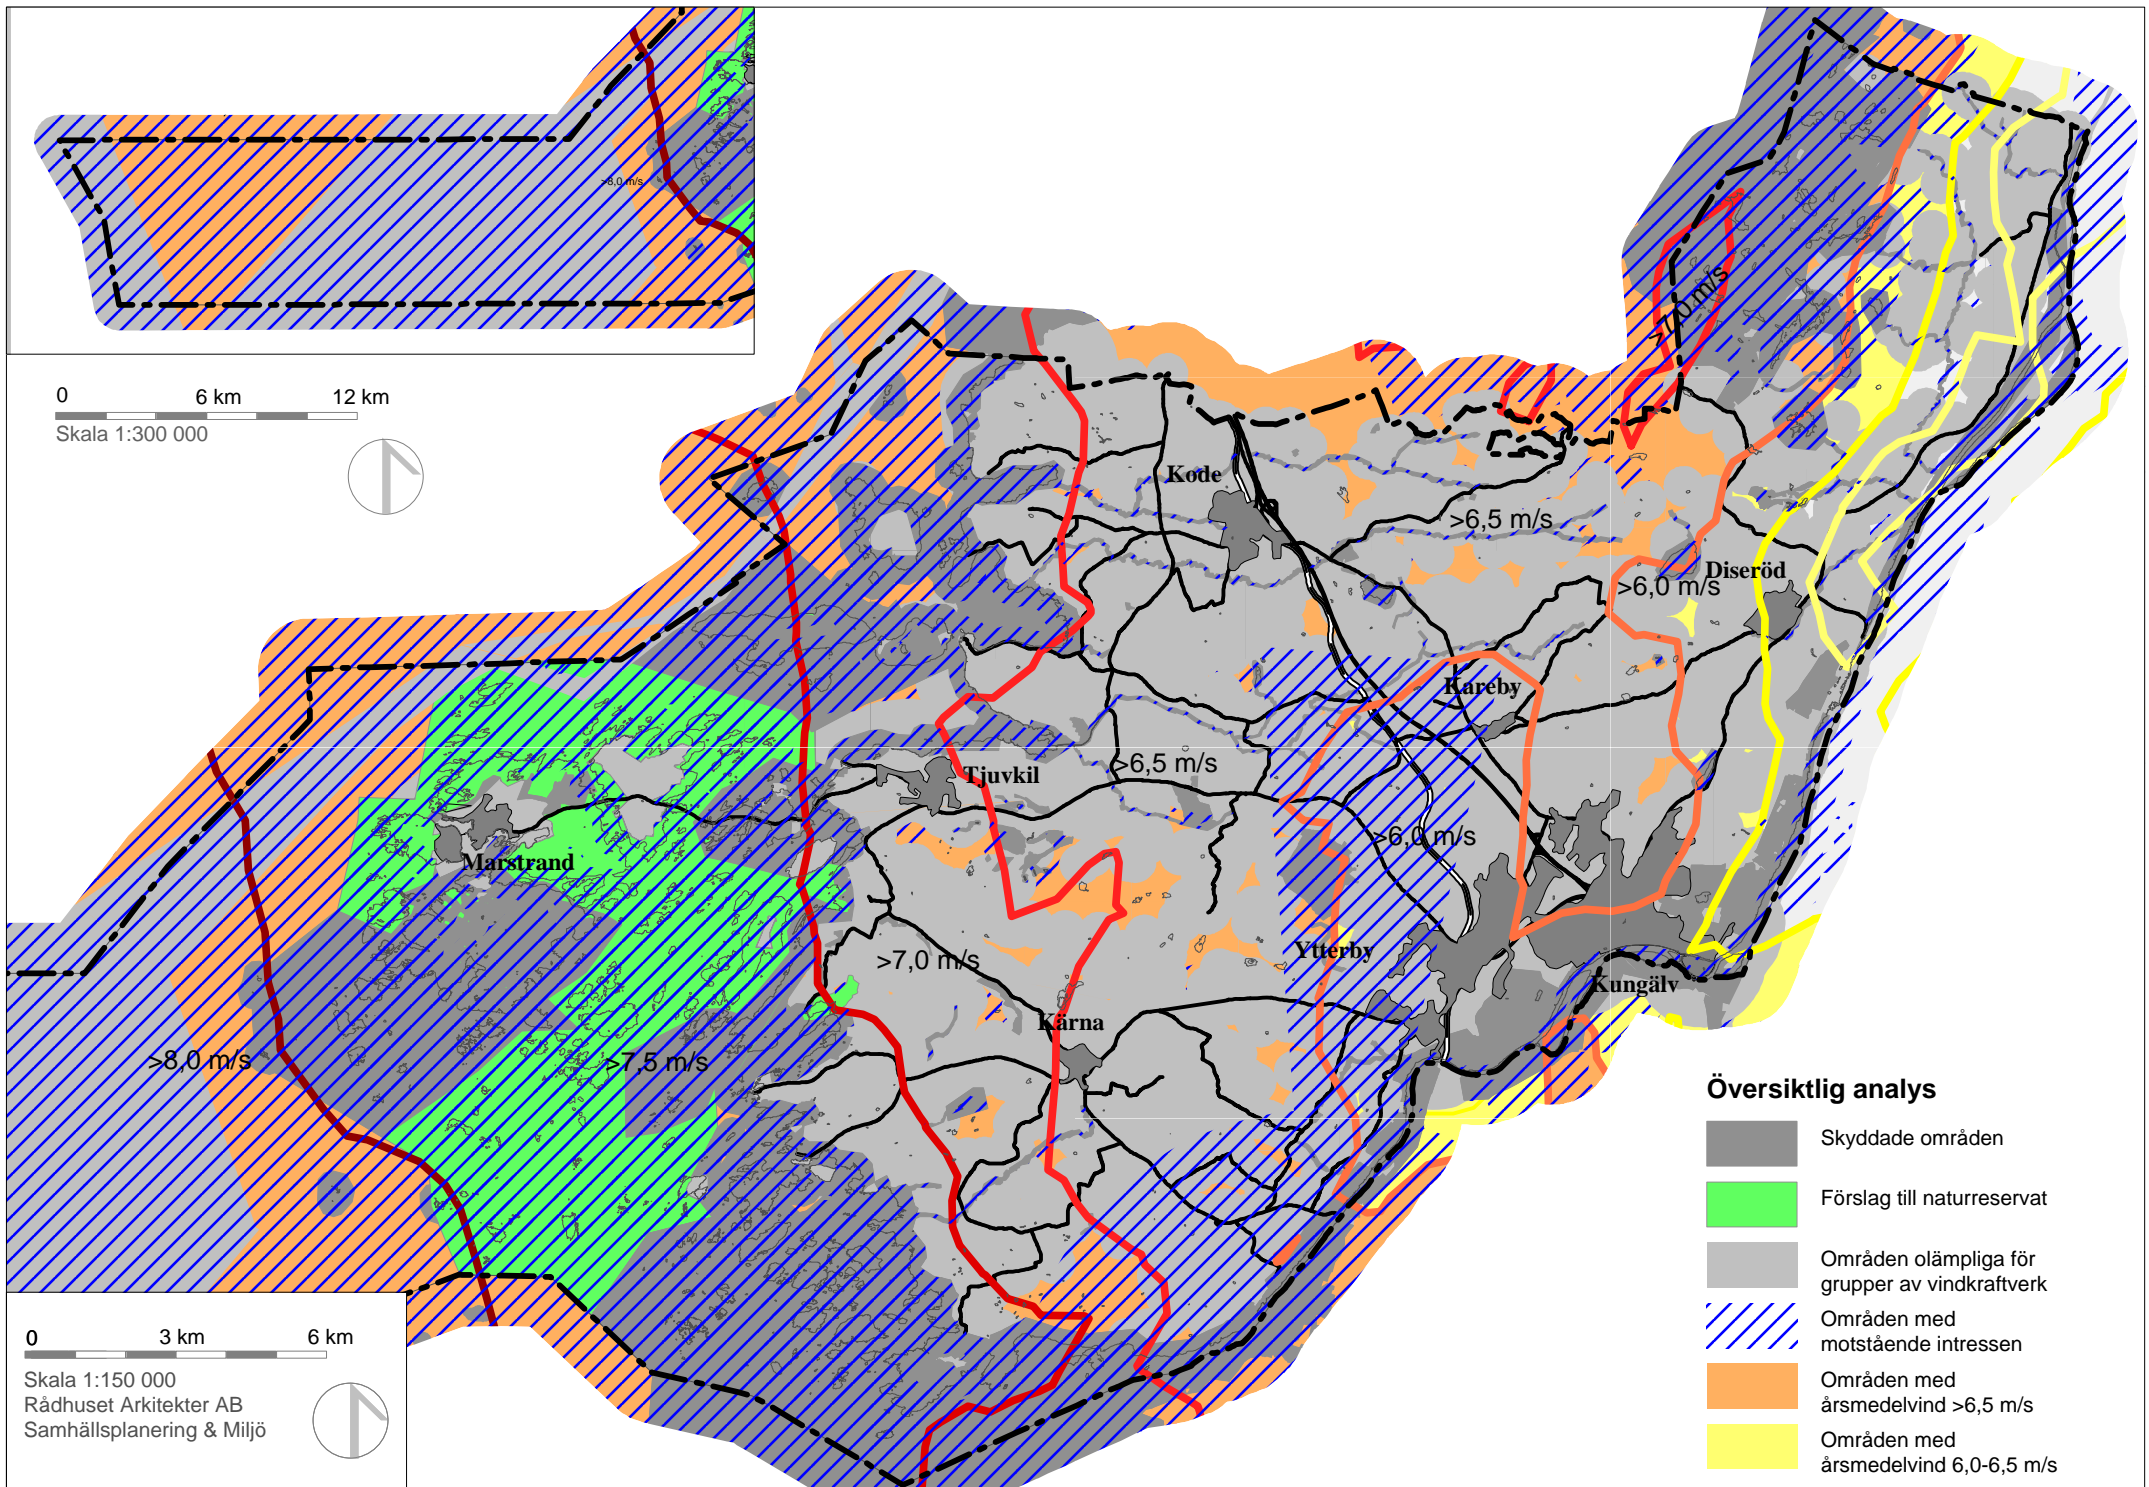 >8,0 m/s
0 6 km 12 km
Skala 1:300 000
>7,0 m/s
Kode
>6,5 m/s
Diseröd
>6,0 m/s
Kareby
>6,5 m/s
Tjuvkil
>6,0 m/s
Marstrand
Ytterby
>7,0 m/s
Kungälv
Kärna
>8,0 m/s
>7,5 m/s
Översiktlig analys
Skyddade områden
Förslag till naturreservat
Områden olämpliga för
grupper av vindkraftverk
Områden med
motstående intressen
Områden med
årsmedelvind >6,5 m/s
Områden med
årsmedelvind 6,0-6,5 m/s
0 3 km 6 km
Skala 1:150 000
Rådhuset Arkitekter AB
Samhällsplanering & Miljö